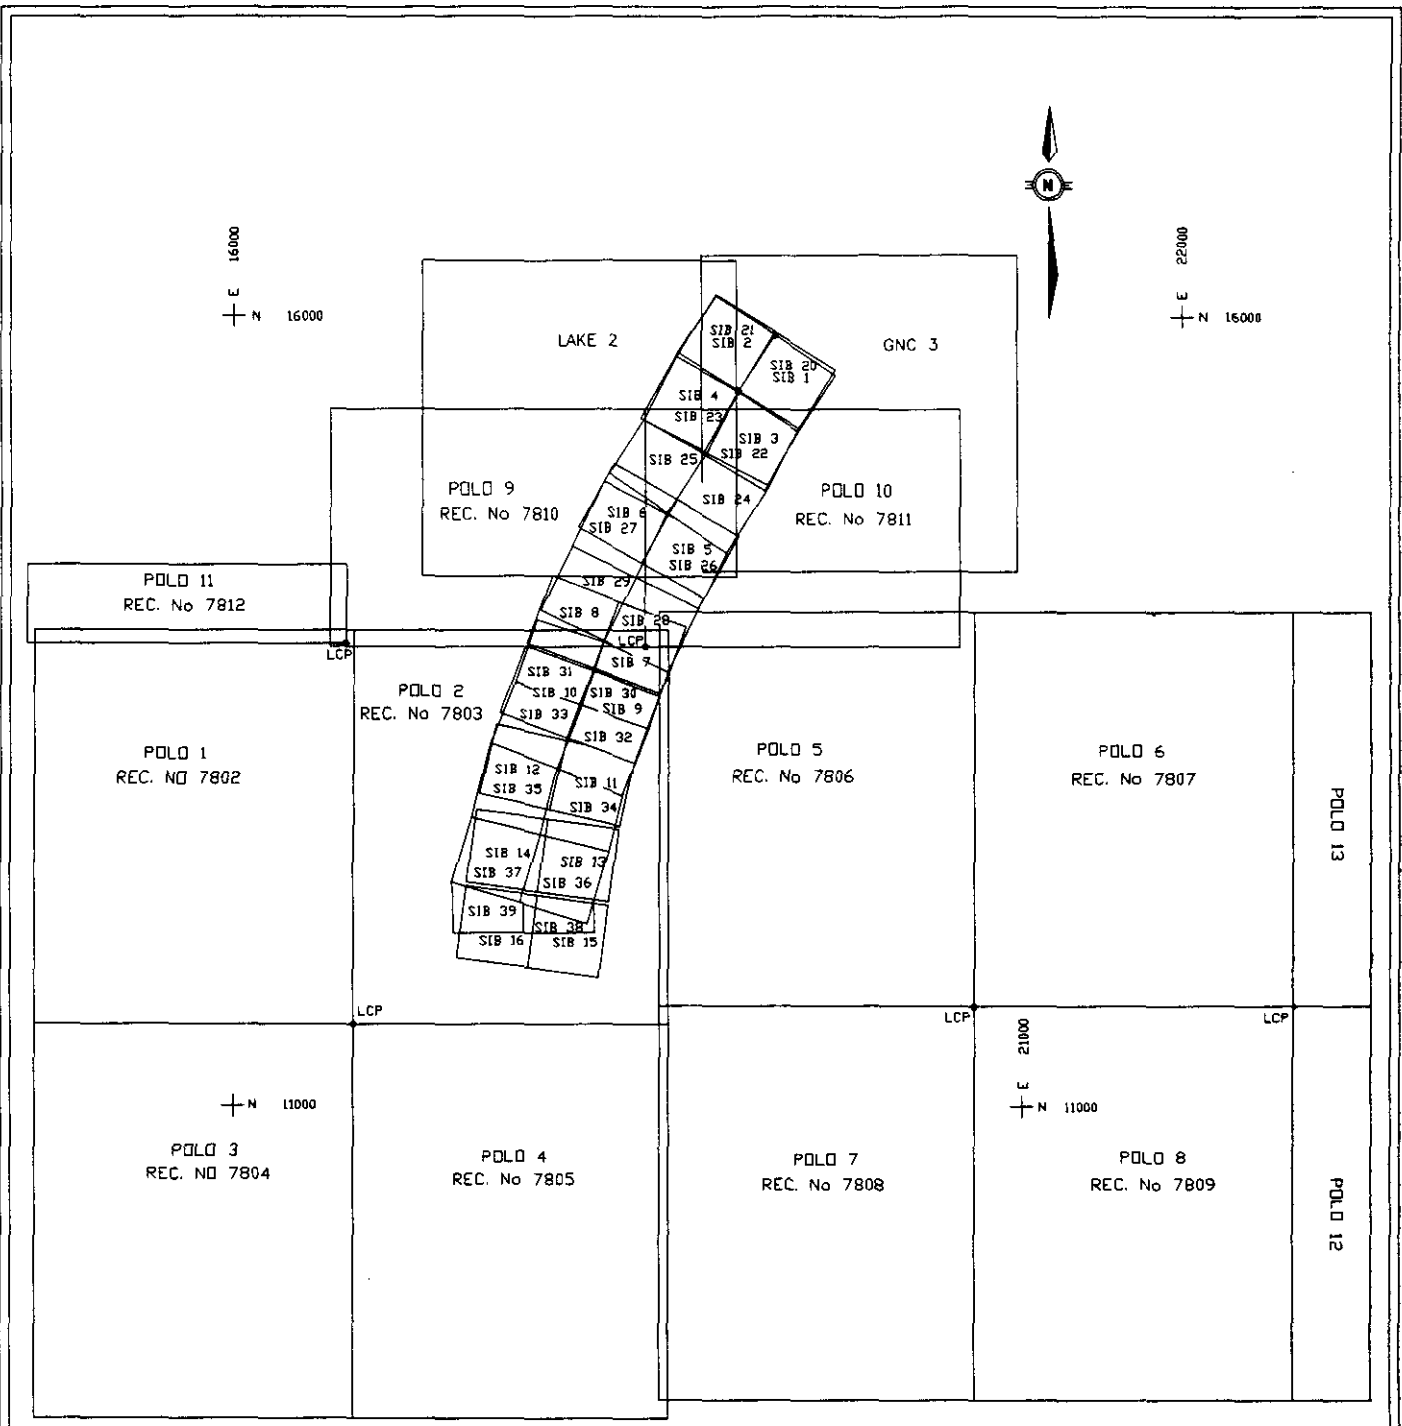 N
E 16000
N 16000
E 22000
N 16000
LAKE 2
GNC 3
SIB 21
SIB 2
SIB 20
SIB 1
SIB 4
SIB 23
SIB 3
SIB 22
SIB 25
SIB 24
POLO 9
REC. No 7810
POLO 10
REC. No 7811
SIB 6
SIB 27
SIB 5
SIB 26
POLO 11
REC. No 7812
SIB 29
SIB 8
SIB 28
LCP
SIB 7
LCP
SIB 31
SIB 10
SIB 33
SIB 30
SIB 9
SIB 32
POLO 2
REC. No 7803
POLO 1
REC. NO 7802
POLO 5
REC. No 7806
POLO 6
REC. No 7807
POLO 13
SIB 12
SIB 35
SIB 11
SIB 34
SIB 14
SIB 37
SIB 13
SIB 36
SIB 39
SIB 38
SIB 16
SIB 15
LCP
LCP
LCP
E 21000
N 11000
N 11000
POLO 3
REC. NO 7804
POLO 4
REC. No 7805
POLO 7
REC. No 7808
POLO 8
REC. No 7809
POLO 12